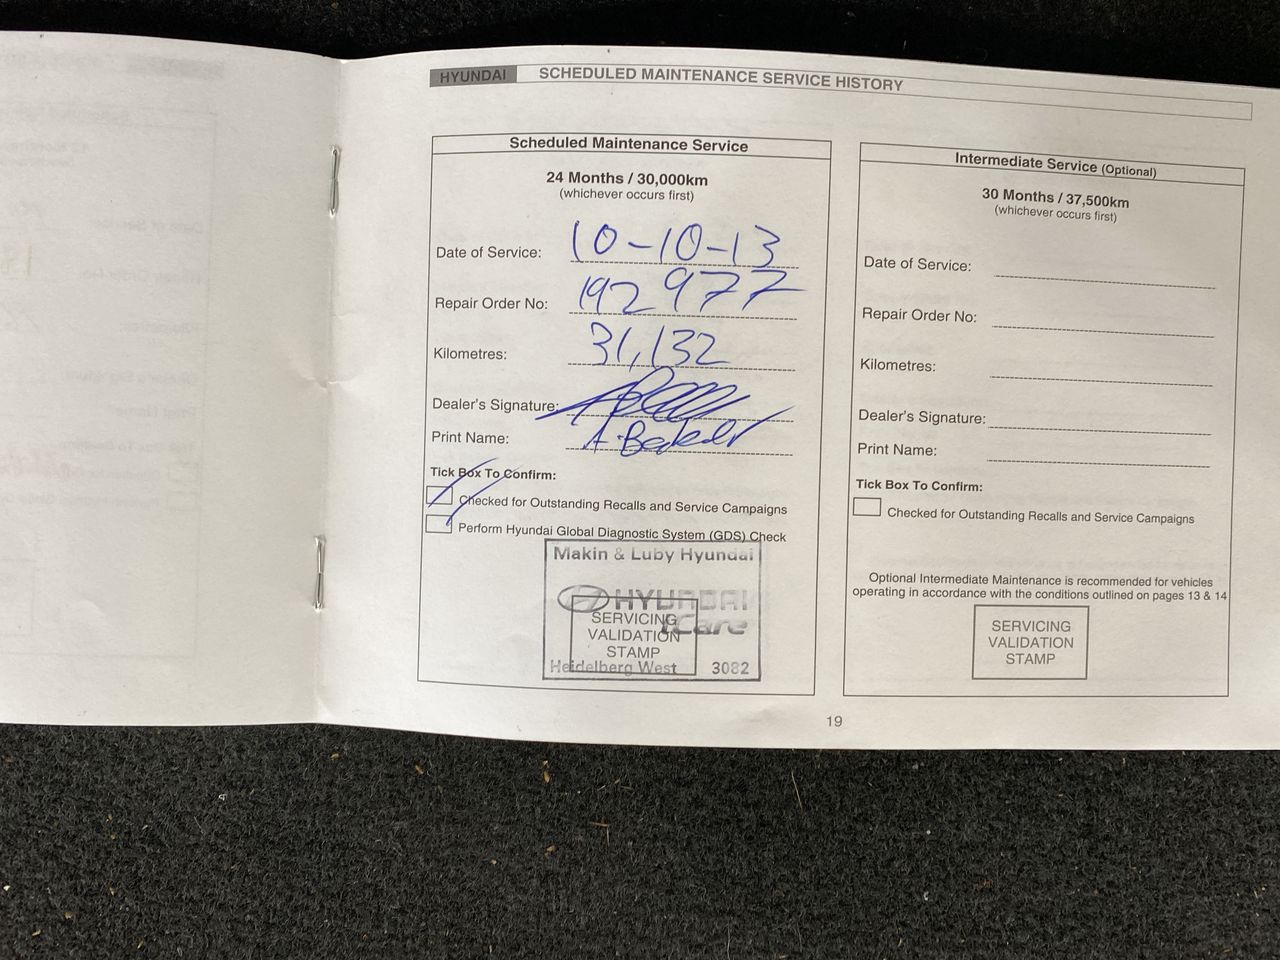 HYUNDAI SCHEDULED MAINTENANCE SERVICE HISTORY
Scheduled Maintenance Service
24 Months / 30,000km
(whichever occurs first)
Date of Service: 10-10-13
Repair Order No: 192977
Kilometres: 31,132
Dealer's Signature:
Print Name: A.
Tick Box To Confirm:
Checked for Outstanding Recalls and Service Campaigns
Perform Hyundai Global Diagnostic System (GDS) Check
Makin & Luby Hyundai
HYUNDAI
iCare
SERVICING
VALIDATION
STAMP
Heidelberg West 3082
Intermediate Service (Optional)
30 Months / 37,500km
(whichever occurs first)
Date of Service:
Repair Order No:
Kilometres:
Dealer's Signature:
Print Name:
Tick Box To Confirm:
Checked for Outstanding Recalls and Service Campaigns
Optional Intermediate Maintenance is recommended for vehicles
operating in accordance with the conditions outlined on pages 13 & 14
SERVICING
VALIDATION
STAMP
19